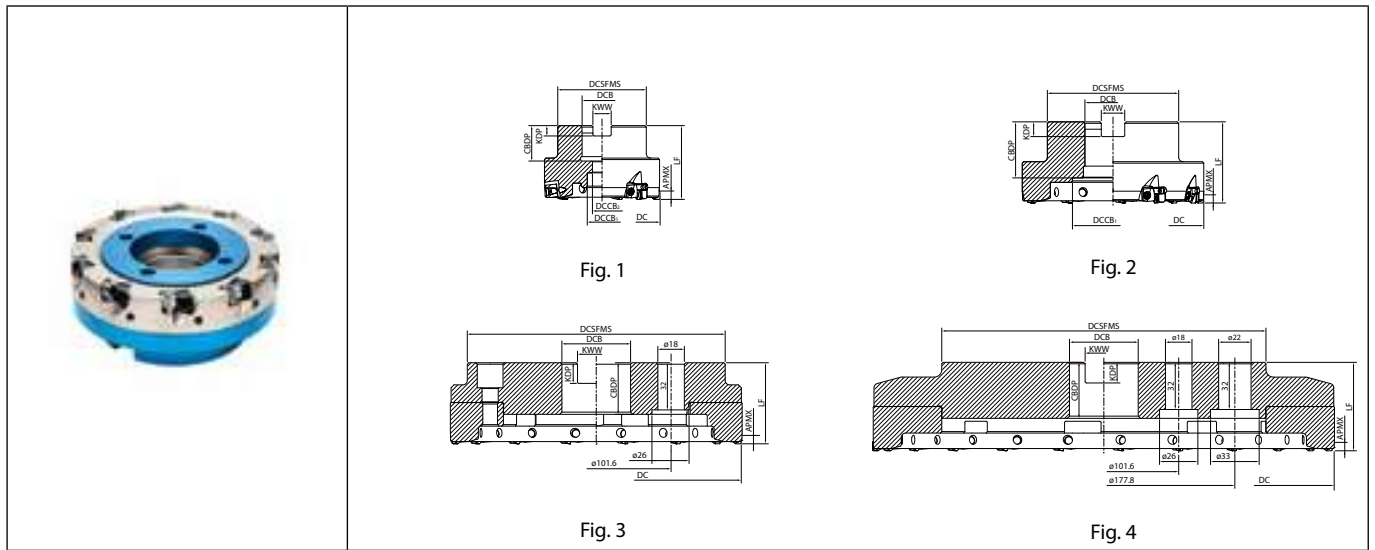 DCSFMS
DCB
KWW
KDP
CBDP
LF
APMX
DCCB₂
DCCB₁
DC
Fig. 1
DCSFMS
DCB
KWW
KDP
CBDP
LF
APMX
DCCB₁
DC
Fig. 2
DCSFMS
DCB
ø18
KWW
KDP
CBDP
32
LF
APMX
ø26
ø101.6
DC
Fig. 3
DCSFMS
DCB
ø18
ø22
KWW
KDP
CBDP
32
32
LF
APMX
ø26
ø33
ø101.6
ø177.8
DC
Fig. 4